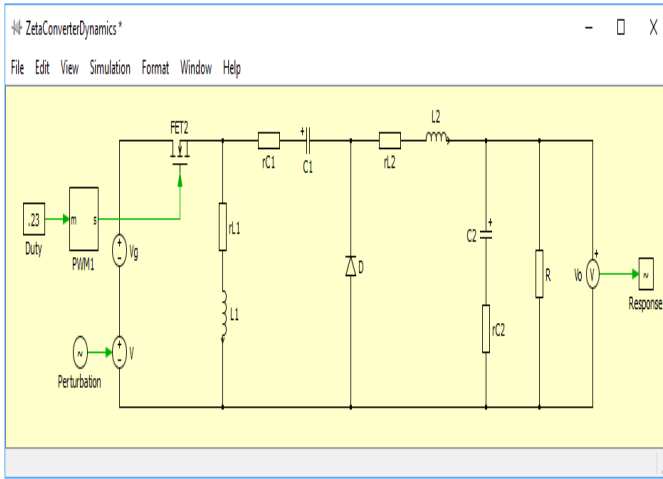 ZetaConverterDynamics *
File Edit View Simulation Format Window Help
FET2
rC1
C1
rL2
L2
.23
Duty
m s
PWM1
Vg
rL1
L1
D
C2
rC2
R
Vo
V
Response
Perturbation
V